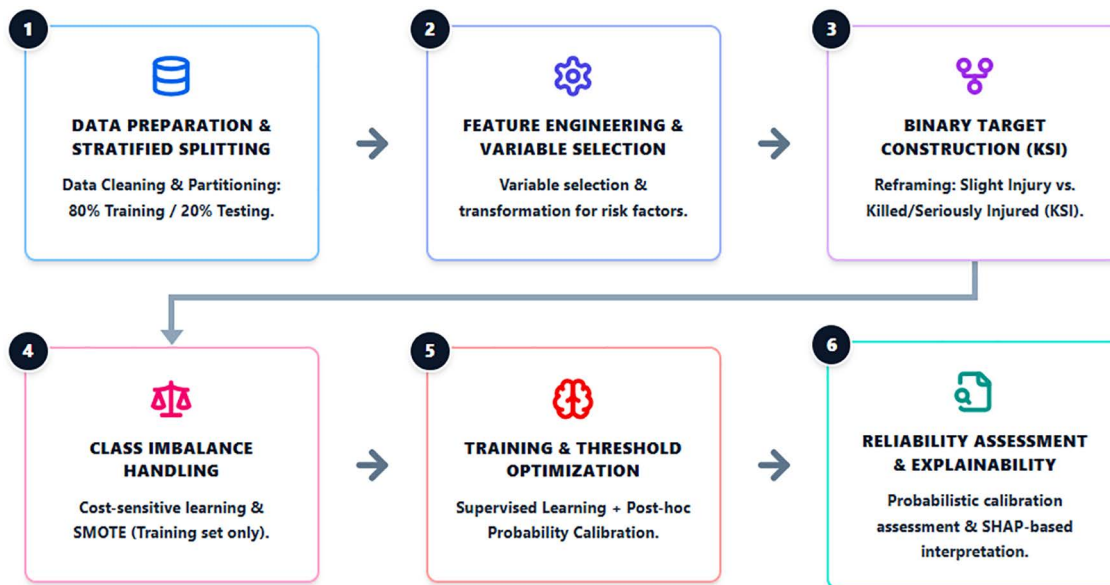 1
DATA PREPARATION &
STRATIFIED SPLITTING
Data Cleaning & Partitioning:
80% Training / 20% Testing.
2
FEATURE ENGINEERING &
VARIABLE SELECTION
Variable selection &
transformation for risk factors.
3
BINARY TARGET
CONSTRUCTION (KSI)
Reframing: Slight Injury vs.
Killed/Seriously Injured (KSI).
4
CLASS IMBALANCE
HANDLING
Cost-sensitive learning &
SMOTE (Training set only).
5
TRAINING & THRESHOLD
OPTIMIZATION
Supervised Learning + Post-hoc
Probability Calibration.
6
RELIABILITY ASSESSMENT
& EXPLAINABILITY
Probabilistic calibration
assessment & SHAP-based
interpretation.